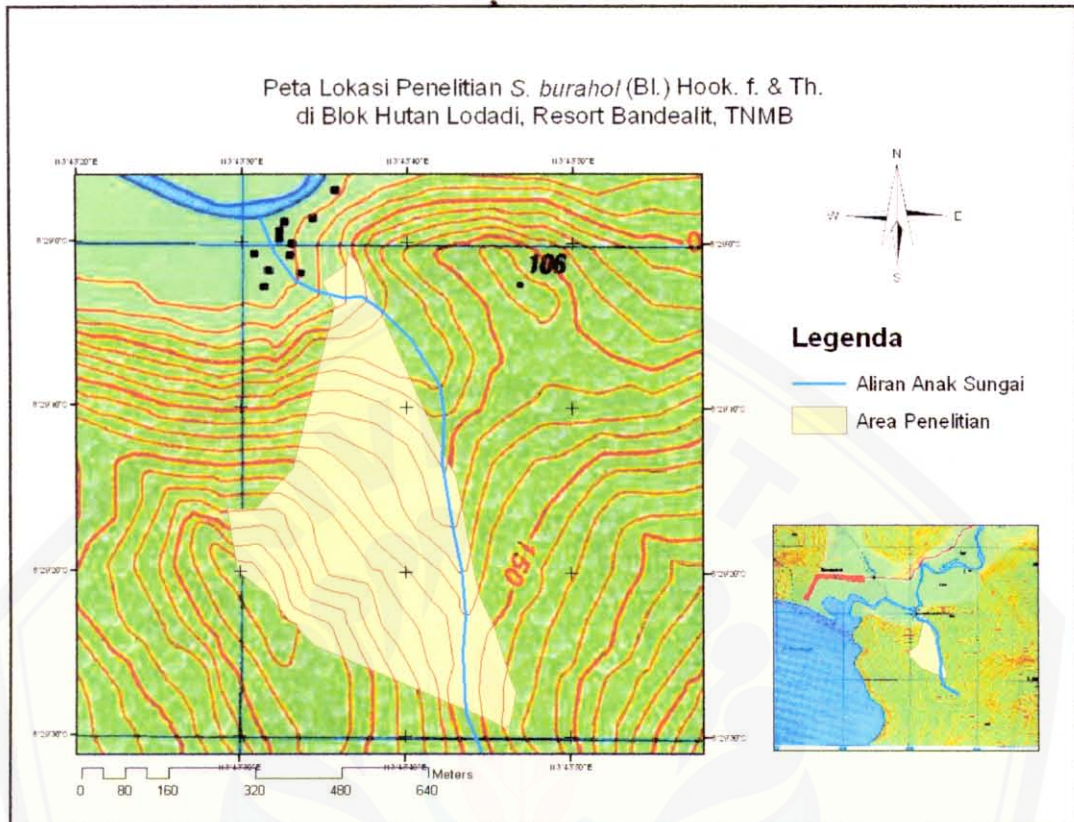 Peta Lokasi Penelitian S. burahol (Bl.) Hook. f. & Th.
di Blok Hutan Lodadi, Resort Bandealit, TNMB
N
W
E
S
106
150
Legenda
Aliran Anak Sungai
Area Penelitian
Meters
0 80 160 320 480 640